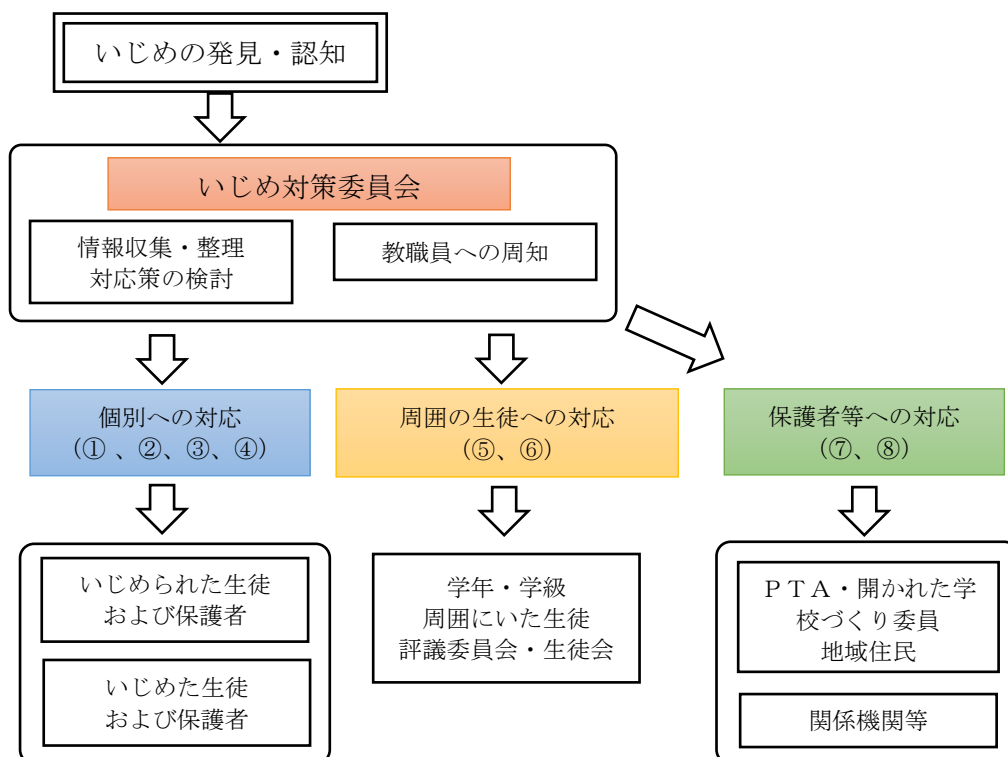 いじめの発見・認知
いじめ対策委員会
情報収集・整理
対応策の検討
教職員への周知
個別への対応
(① 、②、③、④)
周囲の生徒への対応
(⑤、⑥)
保護者等への対応
(⑦、⑧)
いじめられた生徒
および保護者
いじめた生徒
および保護者
学年・学級
周囲にいた生徒
評議委員会・生徒会
ＰＴＡ・開かれた学
校づくり委員
地域住民
関係機関等